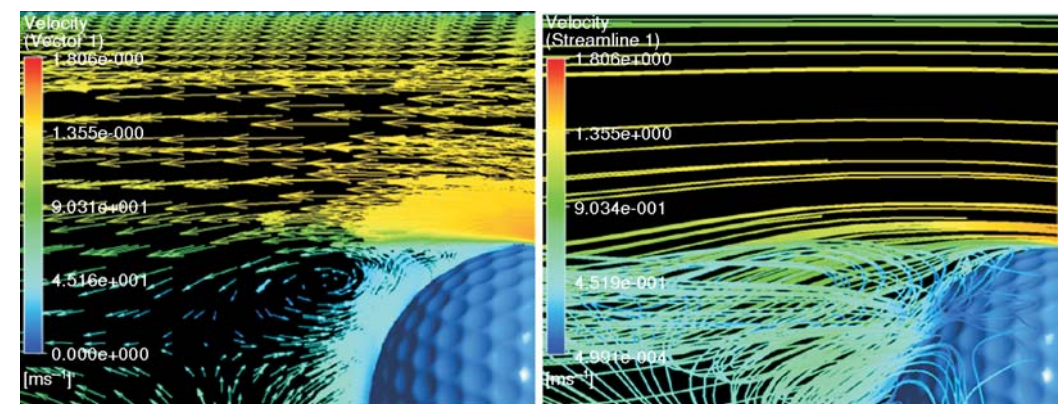 Velocity
(Vector 1)
1.806e-000
1.355e-000
9.031e+001
4.516e+001
0.000e+000
[ms⁻¹]
Velocity
(Streamline 1)
1.806e+000
1.355e+000
9.034e-001
4.519e-001
4.991e-004
[ms⁻¹]